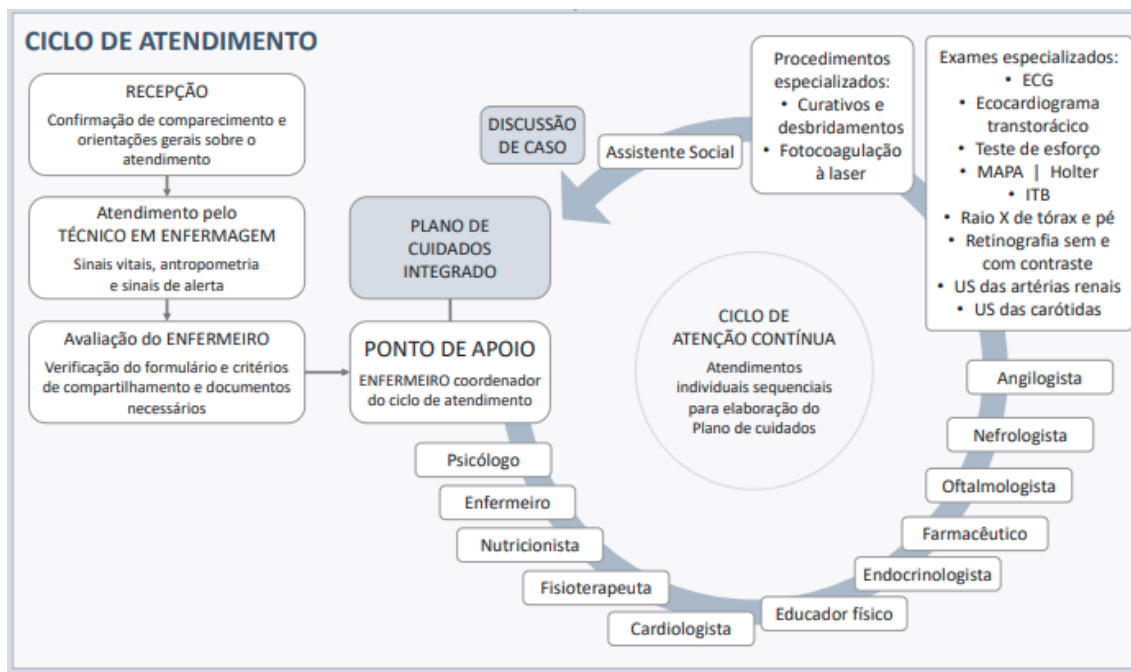 CICLO DE ATENDIMENTO
RECEPÇÃO
Confirmação de comparecimento e
orientações gerais sobre o
atendimento
Atendimento pelo
TÉCNICO EM ENFERMAGEM
Sinais vitais, antropometria
e sinais de alerta
Avaliação do ENFERMEIRO
Verificação do formulário e critérios
de compartilhamento e documentos
necessários
PONTO DE APOIO
ENFERMEIRO coordenador
do ciclo de atendimento
Psicólogo
Enfermeiro
Nutricionista
Fisioterapeuta
Cardiologista
Educador físico
Endocrinologista
Farmacêutico
Oftalmologista
Nefrologista
Angilogista
Exames especializados:
• ECG
• Ecocardiograma
transtorácico
• Teste de esforço
• MAPA | Holter
• ITB
• Raio X de tórax e pé
• Retinografia sem e
com contraste
• US das artérias renais
• US das carótidas
Procedimentos
especializados:
• Curativos e
desbridamentos
• Fotocoagulação
à laser
Assistente Social
DISCUSSÃO
DE CASO
PLANO DE
CUIDADOS
INTEGRADO
CICLO DE
ATENÇÃO CONTÍNUA
Atendimentos
individuais sequenciais
para elaboração do
Plano de cuidados